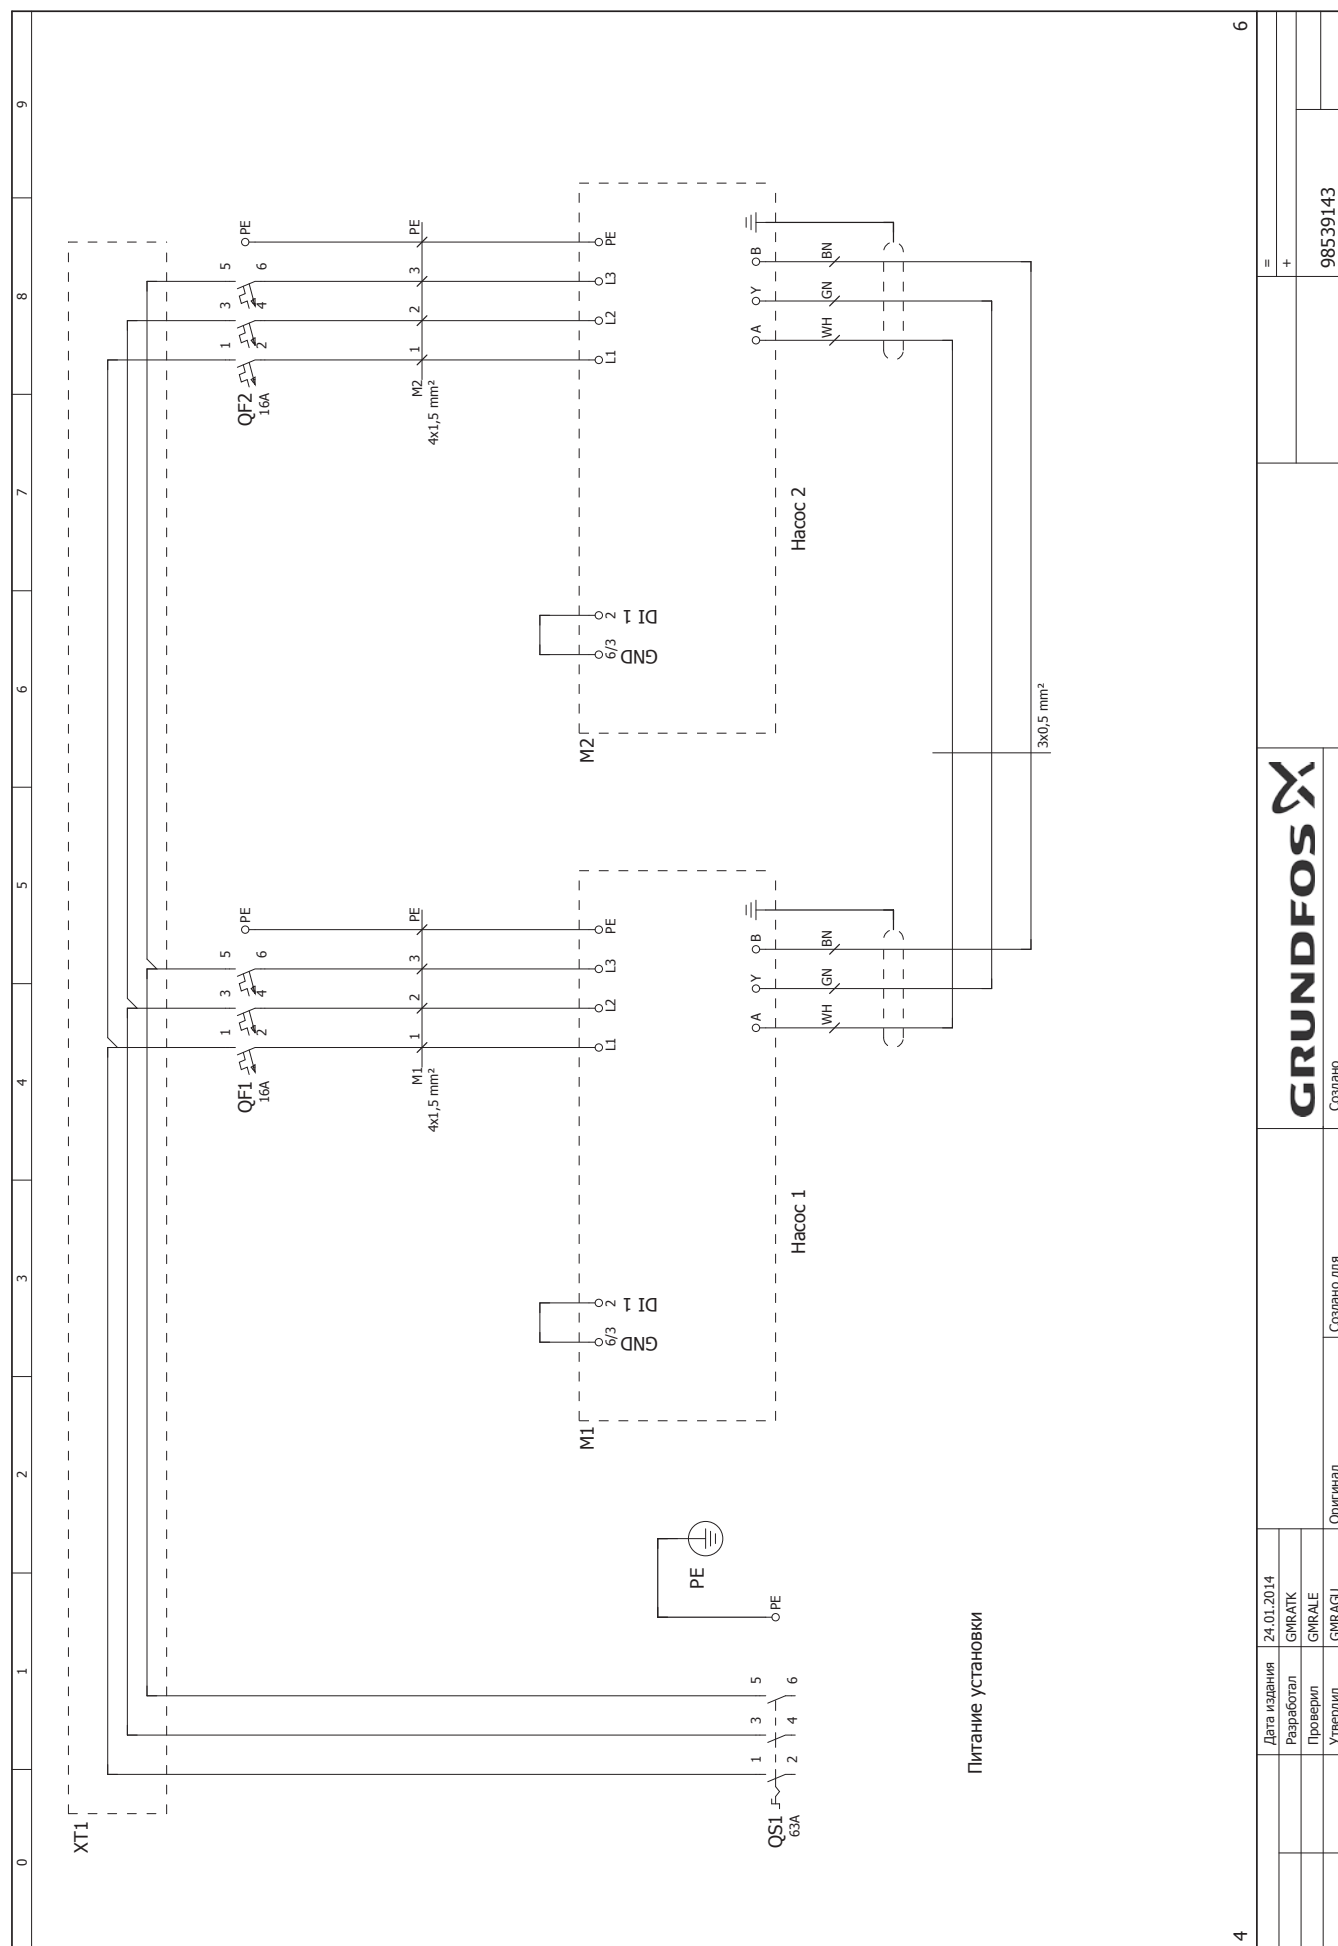 0 1 2 3 4 5 6 7 8 9
XT1
1 3 5
2 4 6
PE
QF1
16A
1 3 5
2 4 6
PE
QF2
16A
1 2 3 PE
M1
4x1,5 mm²
1 2 3 PE
M2
4x1,5 mm²
M1
6/3 2
GND DI 1
L1 L2 L3 PE
M2
6/3 2
GND DI 1
L1 L2 L3 PE
PE
1 3 5 PE
2 4 6
QS1
63A
Насос 1
A Y B
WH GN BN
Насос 2
A Y B
WH GN BN
Питание установки
3x0,5 mm²
4
6
Дата издания 24.01.2014
Разработал GMRATK
Проверил GMRALE
Утвердил GMRAGU
Оригинал
Создано для
Создано
GRUNDFOS
=
+
98539143